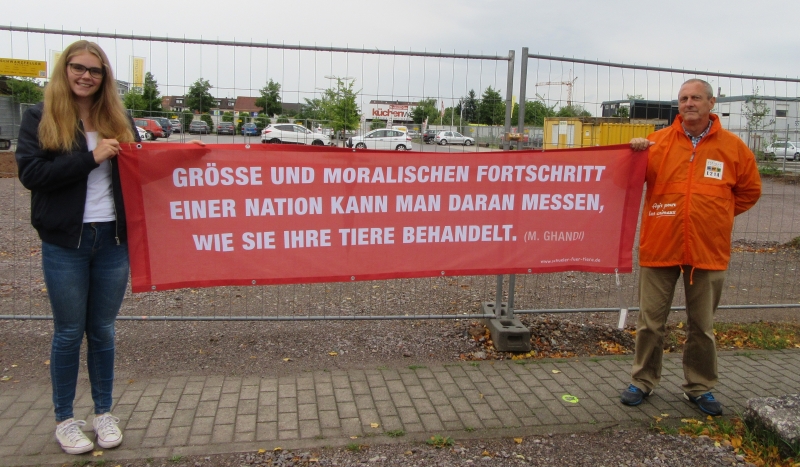 GRÖSSE UND MORALISCHEN FORTSCHRITT
EINER NATION KANN MAN DARAN MESSEN,
WIE SIE IHRE TIERE BEHANDELT. (M. GHANDI)
küchen